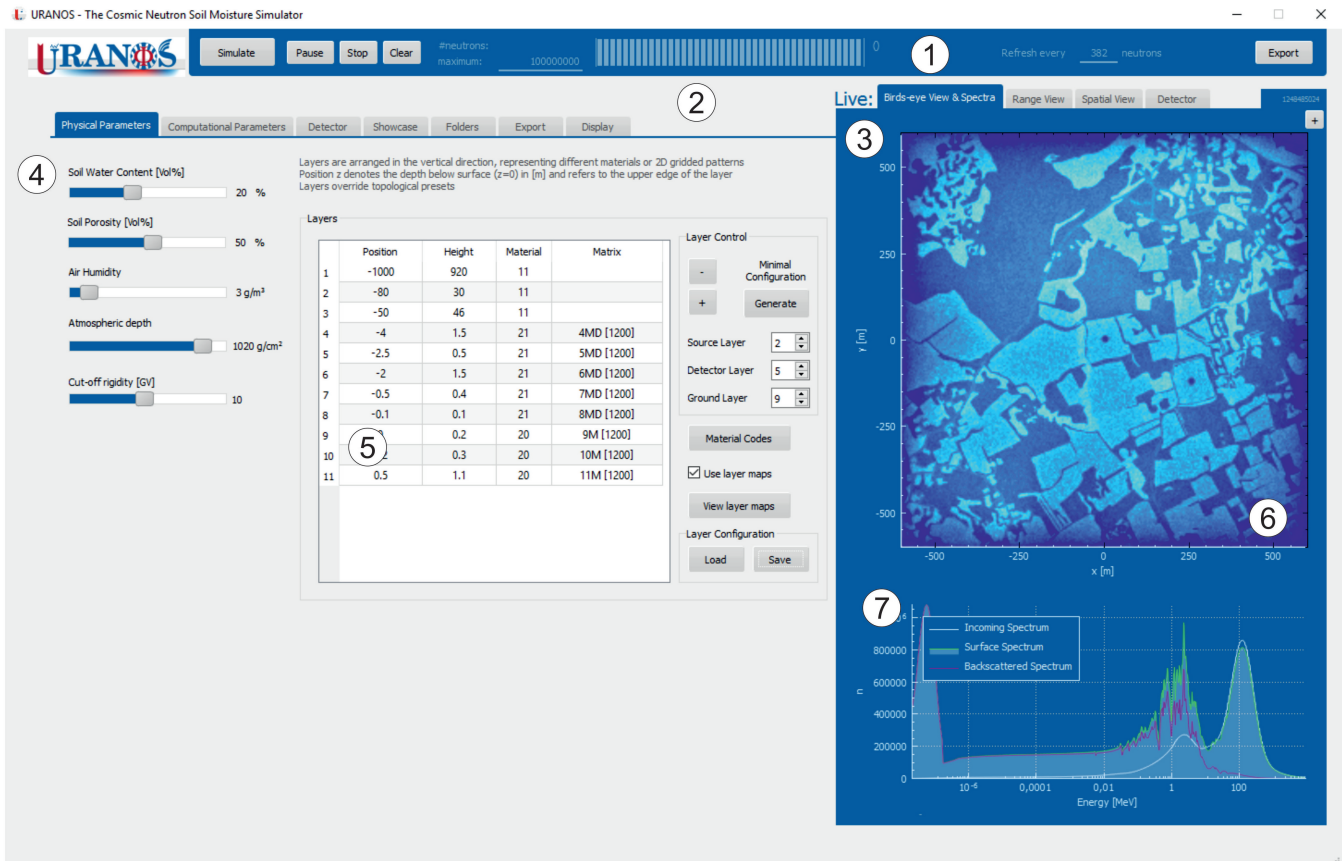 URANOS - The Cosmic Neutron Soil Moisture Simulator
URANOS
Simulate
Pause
Stop
Clear
#neutrons:
maximum:
100000000
0
1
Refresh every 382 neutrons
Export
2
Live:
Birds-eye View & Spectra
Range View
Spatial View
Detector
1248485024
+
Physical Parameters
Computational Parameters
Detector
Showcase
Folders
Export
Display
3
4
Soil Water Content [Vol%]
20 %
Soil Porosity [Vol%]
50 %
Air Humidity
3 g/m³
Atmospheric depth
1020 g/cm²
Cut-off rigidity [GV]
10
Layers are arranged in the vertical direction, representing different materials or 2D gridded patterns
Position z denotes the depth below surface (z=0) in [m] and refers to the upper edge of the layer
Layers override topological presets
Layers
Position Height Material Matrix
1 -1000 920 11
2 -80 30 11
3 -50 46 11
4 -4 1.5 21 4MD [1200]
5 -2.5 0.5 21 5MD [1200]
6 -2 1.5 21 6MD [1200]
7 -0.5 0.4 21 7MD [1200]
8 -0.1 0.1 21 8MD [1200]
9 0.2 20 9M [1200]
10 0.3 20 10M [1200]
11 0.5 1.1 20 11M [1200]
5
Layer Control
-
Minimal
Configuration
+
Generate
Source Layer 2
Detector Layer 5
Ground Layer 9
Material Codes
Use layer maps
View layer maps
Layer Configuration
Load
Save
500
250
0
-250
-500
y [m]
6
-500 -250 0 250 500
x [m]
7
Incoming Spectrum
Surface Spectrum
Backscattered Spectrum
800000
600000
400000
200000
0
n
10⁻⁶ 0,0001 0,01 1 100
Energy [MeV]